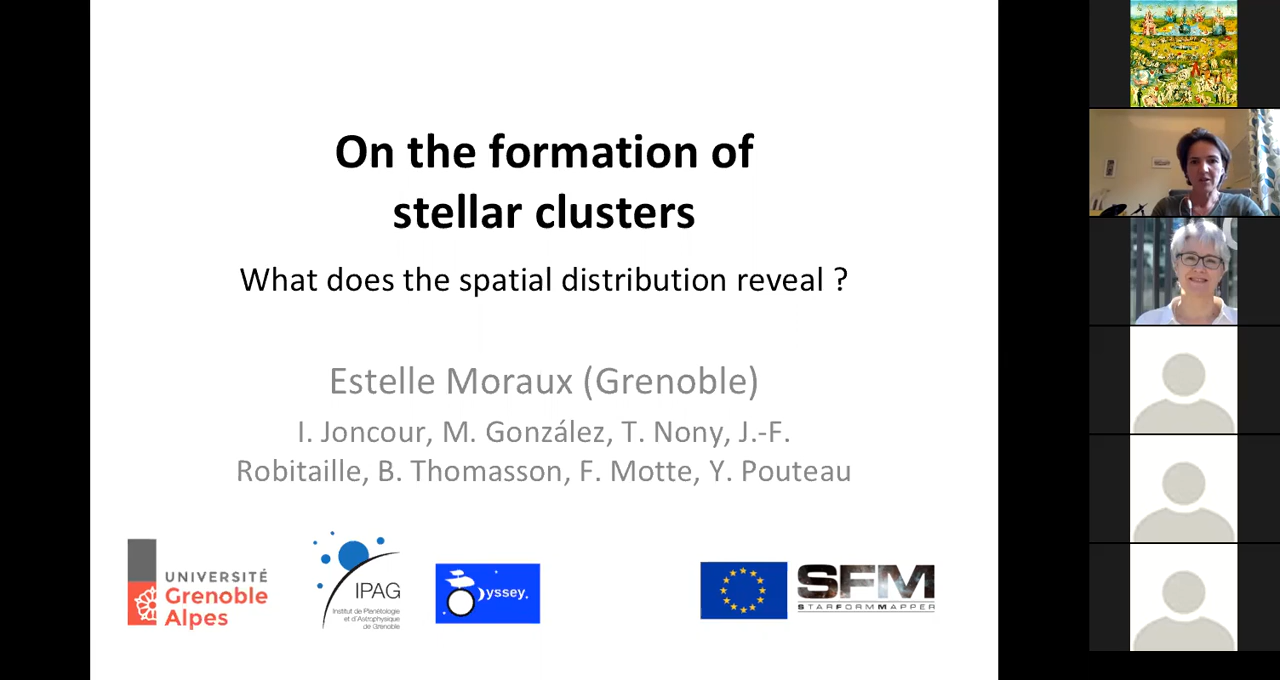 On the formation of
stellar clusters
What does the spatial distribution reveal ?
Estelle Moraux (Grenoble)
I. Joncour, M. González, T. Nony, J.-F.
Robitaille, B. Thomasson, F. Motte, Y. Pouteau
UNIVERSITÉ
Grenoble
Alpes
IPAG
Institut de Planétologie
et d'Astrophysique
de Grenoble
dyssey.
SFM
STARFORMMAPPER